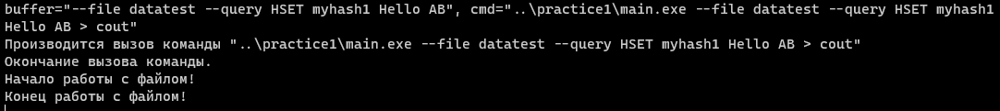 buffer="--file datatest --query HSET myhash1 Hello AB", cmd="..\practice1\main.exe --file datatest --query HSET myhash1
Hello AB > cout"
Производится вызов команды "..\practice1\main.exe --file datatest --query HSET myhash1 Hello AB > cout"
Окончание вызова команды.
Начало работы с файлом!
Конец работы с файлом!